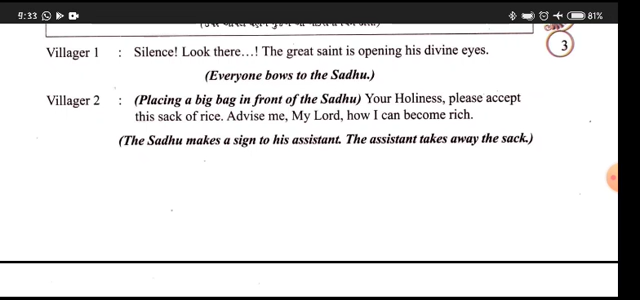 9:33 81%
3
Villager 1 : Silence! Look there...! The great saint is opening his divine eyes.
(Everyone bows to the Sadhu.)
Villager 2 : (Placing a big bag in front of the Sadhu) Your Holiness, please accept
this sack of rice. Advise me, My Lord, how I can become rich.
(The Sadhu makes a sign to his assistant. The assistant takes away the sack.)